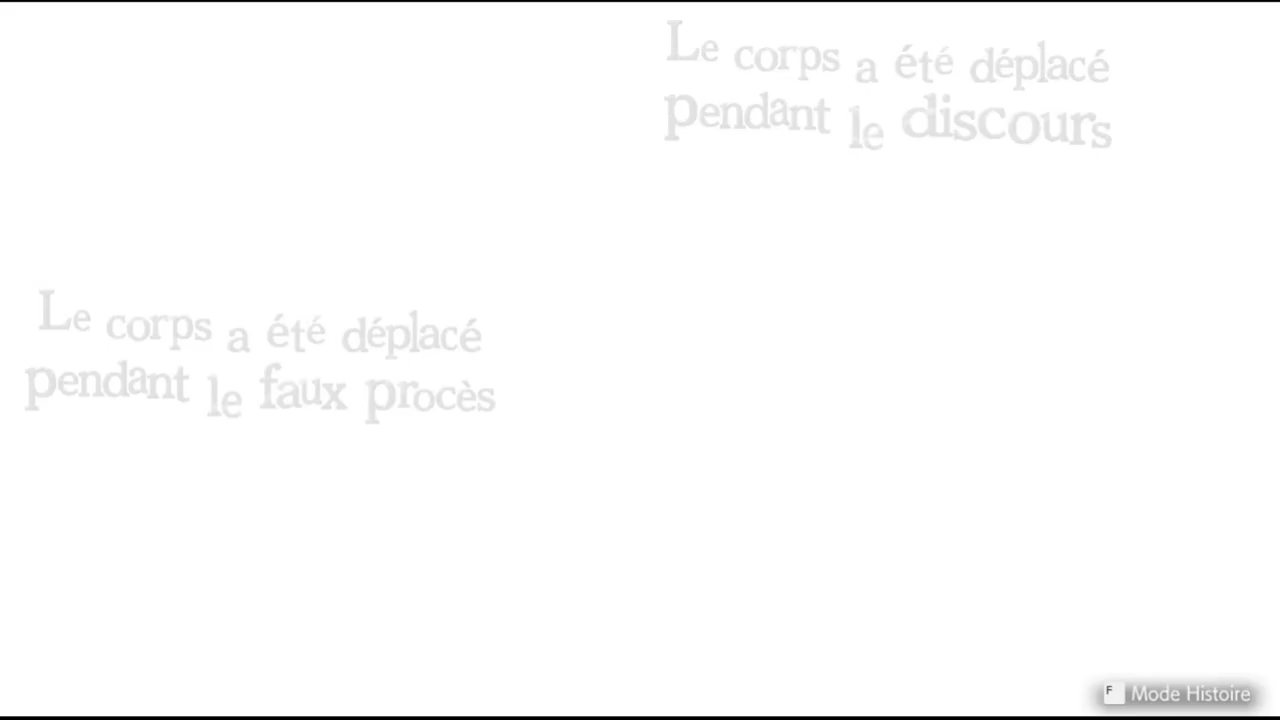 Le corps a été déplacé
pendant le discours
Le corps a été déplacé
pendant le faux procès
F Mode Histoire